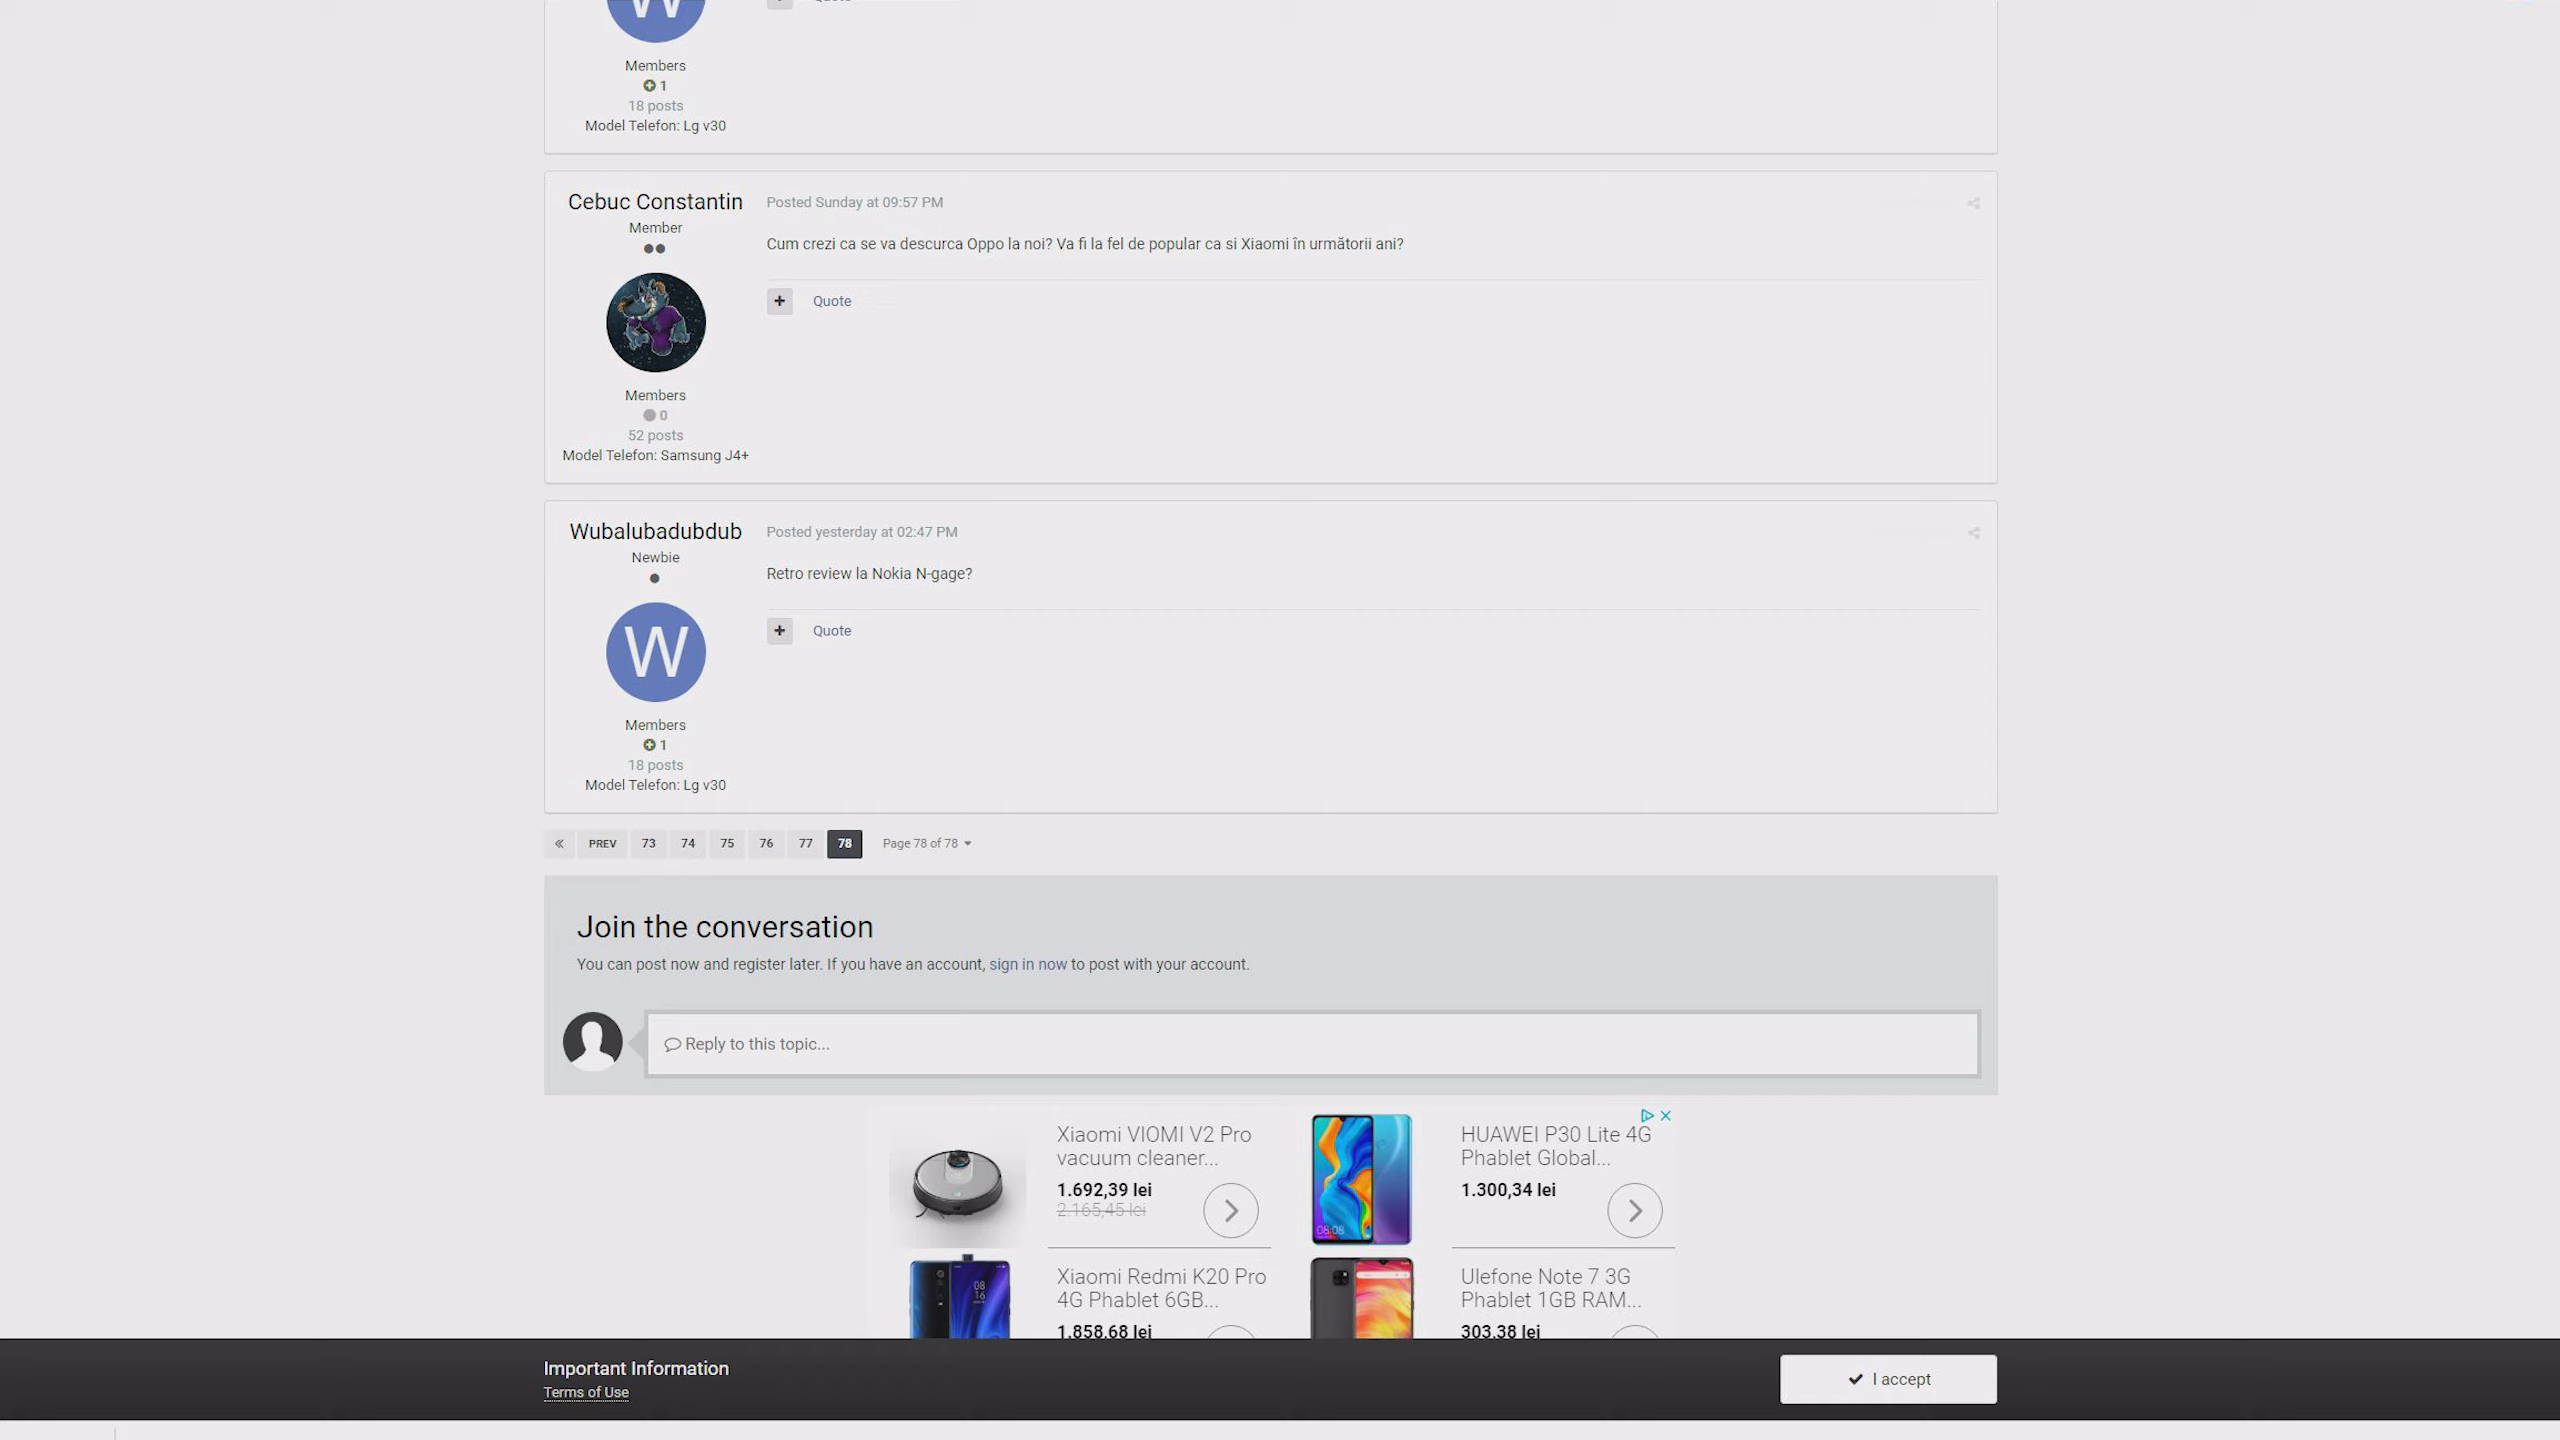 Quote
Members
1
18 posts
Model Telefon: Lg v30
Cebuc Constantin
Member
Posted Sunday at 09:57 PM
Cum crezi ca se va descurca Oppo la noi? Va fi la fel de popular ca si Xiaomi în următorii ani?
+ Quote
Members
0
52 posts
Model Telefon: Samsung J4+
Wubalubadubdub
Newbie
Posted yesterday at 02:47 PM
Retro review la Nokia N-gage?
+ Quote
W
Members
1
18 posts
Model Telefon: Lg v30
« PREV 73 74 75 76 77 78 Page 78 of 78
Join the conversation
You can post now and register later. If you have an account, sign in now to post with your account.
Reply to this topic...
Xiaomi VIOMI V2 Pro
vacuum cleaner...
1.692,39 lei
2.165,45 lei
08:08
HUAWEI P30 Lite 4G
Phablet Global...
1.300,34 lei
08
16
Xiaomi Redmi K20 Pro
4G Phablet 6GB...
1.858,68 lei
Ulefone Note 7 3G
Phablet 1GB RAM...
303,38 lei
Important Information
Terms of Use
I accept